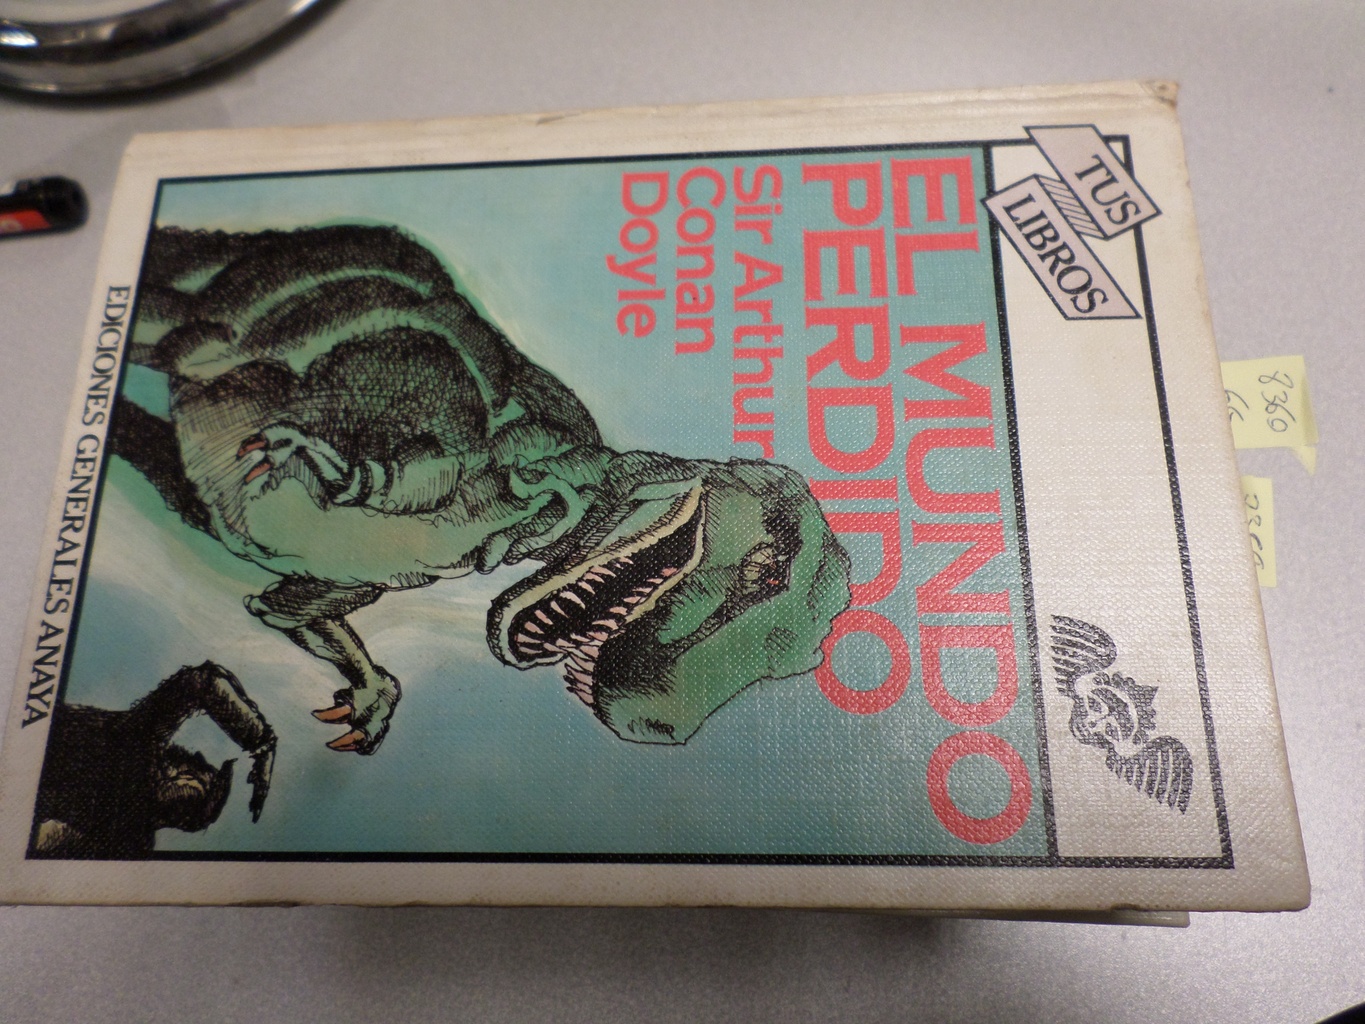 TUS
LIBROS
EL MUNDO
PERDIDO
Sir Arthur
Conan
Doyle
EDICIONES GENERALES ANAYA
8360